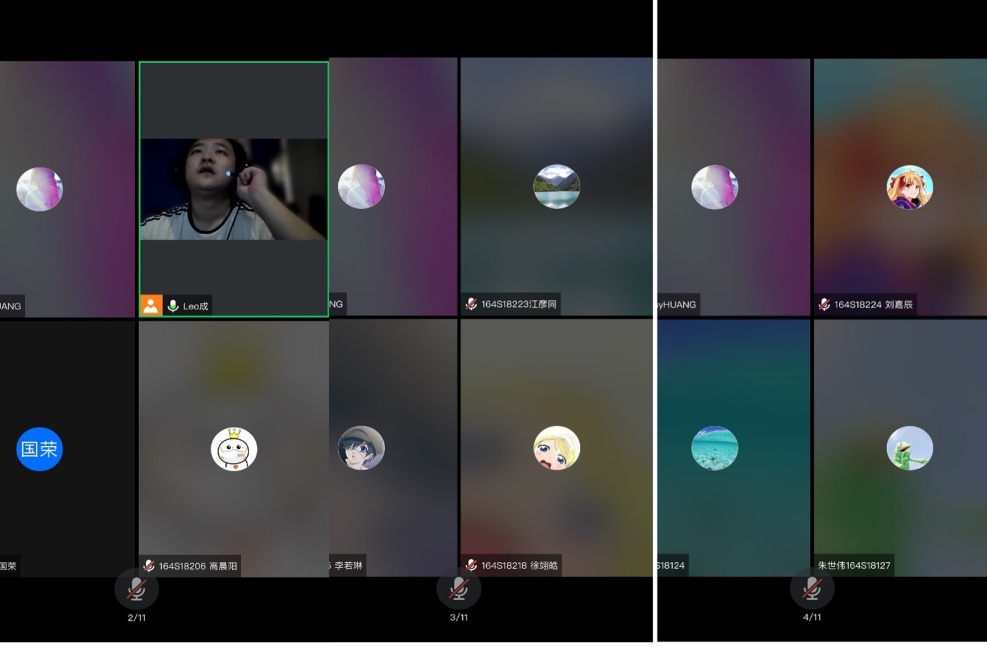 ANG
Leo成
NG
164S18223江彦同
yHUANG
164S18224 刘嘉辰
国荣
国荣
164S18206 高晨阳
李若琳
164S18218 徐翊皓
S18124
朱世伟164S18127
2/11
3/11
4/11